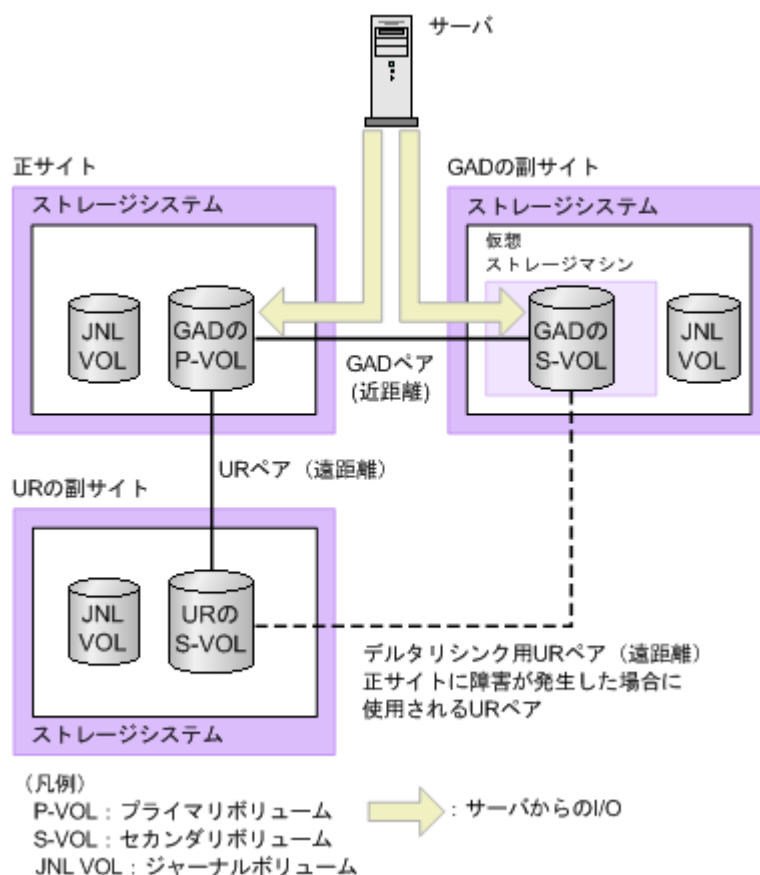 サーバ
正サイト
ストレージシステム
JNL
VOL
GADの
P-VOL
GADの副サイト
ストレージシステム
仮想
ストレージマシン
GADの
S-VOL
JNL
VOL
GADペア
(近距離)
URペア（遠距離）
URの副サイト
JNL
VOL
URの
S-VOL
ストレージシステム
デルタリシンク用URペア（遠距離）
正サイトに障害が発生した場合に
使用されるURペア
（凡例）
P-VOL：プライマリボリューム
S-VOL：セカンダリボリューム
JNL VOL：ジャーナルボリューム
：サーバからのI/O